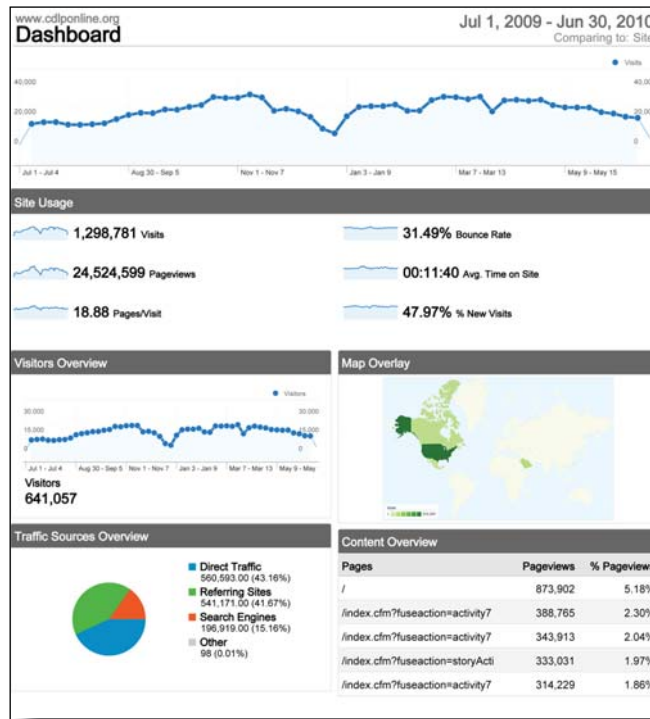 www.cdlponline.org
Dashboard
Jul 1, 2009 - Jun 30, 2010
Comparing to: Site
Visits
40,000
40,000
20,000
20,000
0
0
Jul 1 - Jul 4
Aug 30 - Sep 5
Nov 1 - Nov 7
Jan 3 - Jan 9
Mar 7 - Mar 13
May 9 - May 15
Site Usage
1,298,781 Visits
31.49% Bounce Rate
24,524,599 Pageviews
00:11:40 Avg. Time on Site
18.88 Pages/Visit
47.97% % New Visits
Visitors Overview
Visitors
30,000
30,000
15,000
15,000
0
0
Jul 1 - Jul 4
Aug 30 - Sep 5
Nov 1 - Nov 7
Jan 3 - Jan 9
Mar 7 - Mar 13
May 9 - May
Visitors
641,057
Map Overlay
Traffic Sources Overview
Direct Traffic
560,593.00 (43.16%)
Referring Sites
541,171.00 (41.67%)
Search Engines
196,919.00 (15.16%)
Other
98 (0.01%)
Content Overview
Pages Pageviews % Pageview
/ 873,902 5.18%
/index.cfm?fuseaction=activity7 388,765 2.30%
/index.cfm?fuseaction=activity7 343,913 2.04%
/index.cfm?fuseaction=storyActi 333,031 1.97%
/index.cfm?fuseaction=activity7 314,229 1.86%